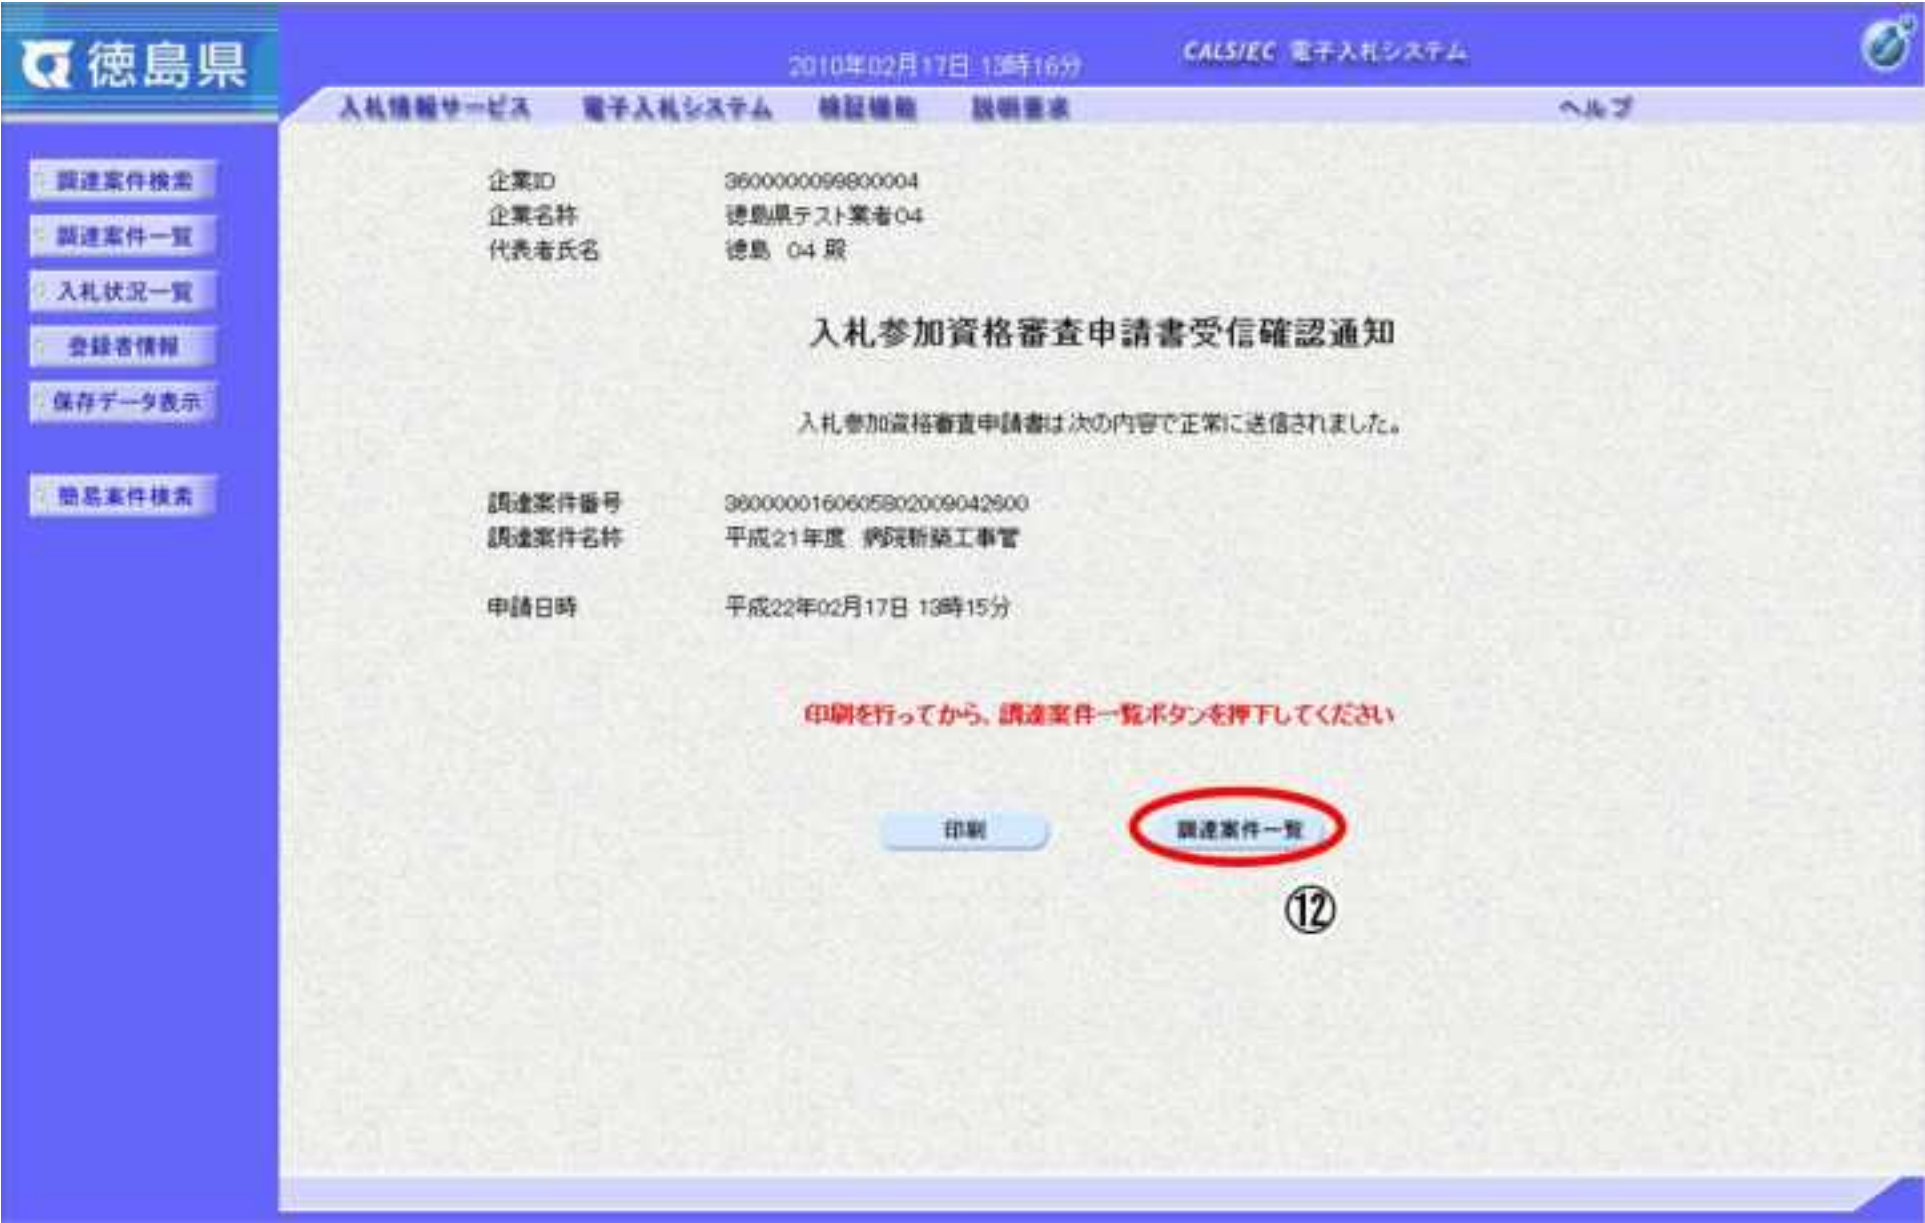 徳島県
2010年02月17日 13時16分
CALS/EC 電子入札システム
入札情報サービス 電子入札システム 検証機能 説明要求 ヘルプ
調達案件検索
調達案件一覧
入札状況一覧
登録者情報
保存データ表示
簡易案件検索
企業ID 3600000099800004
企業名称 徳島県テスト業者04
代表者氏名 徳島 04 殿
入札参加資格審査申請書受信確認通知
入札参加資格審査申請書は次の内容で正常に送信されました。
調達案件番号 3600000160605802009042600
調達案件名称 平成21年度 病院新築工事管
申請日時 平成22年02月17日 13時15分
印刷を行ってから、調達案件一覧ボタンを押下してください
印刷 調達案件一覧
⑫